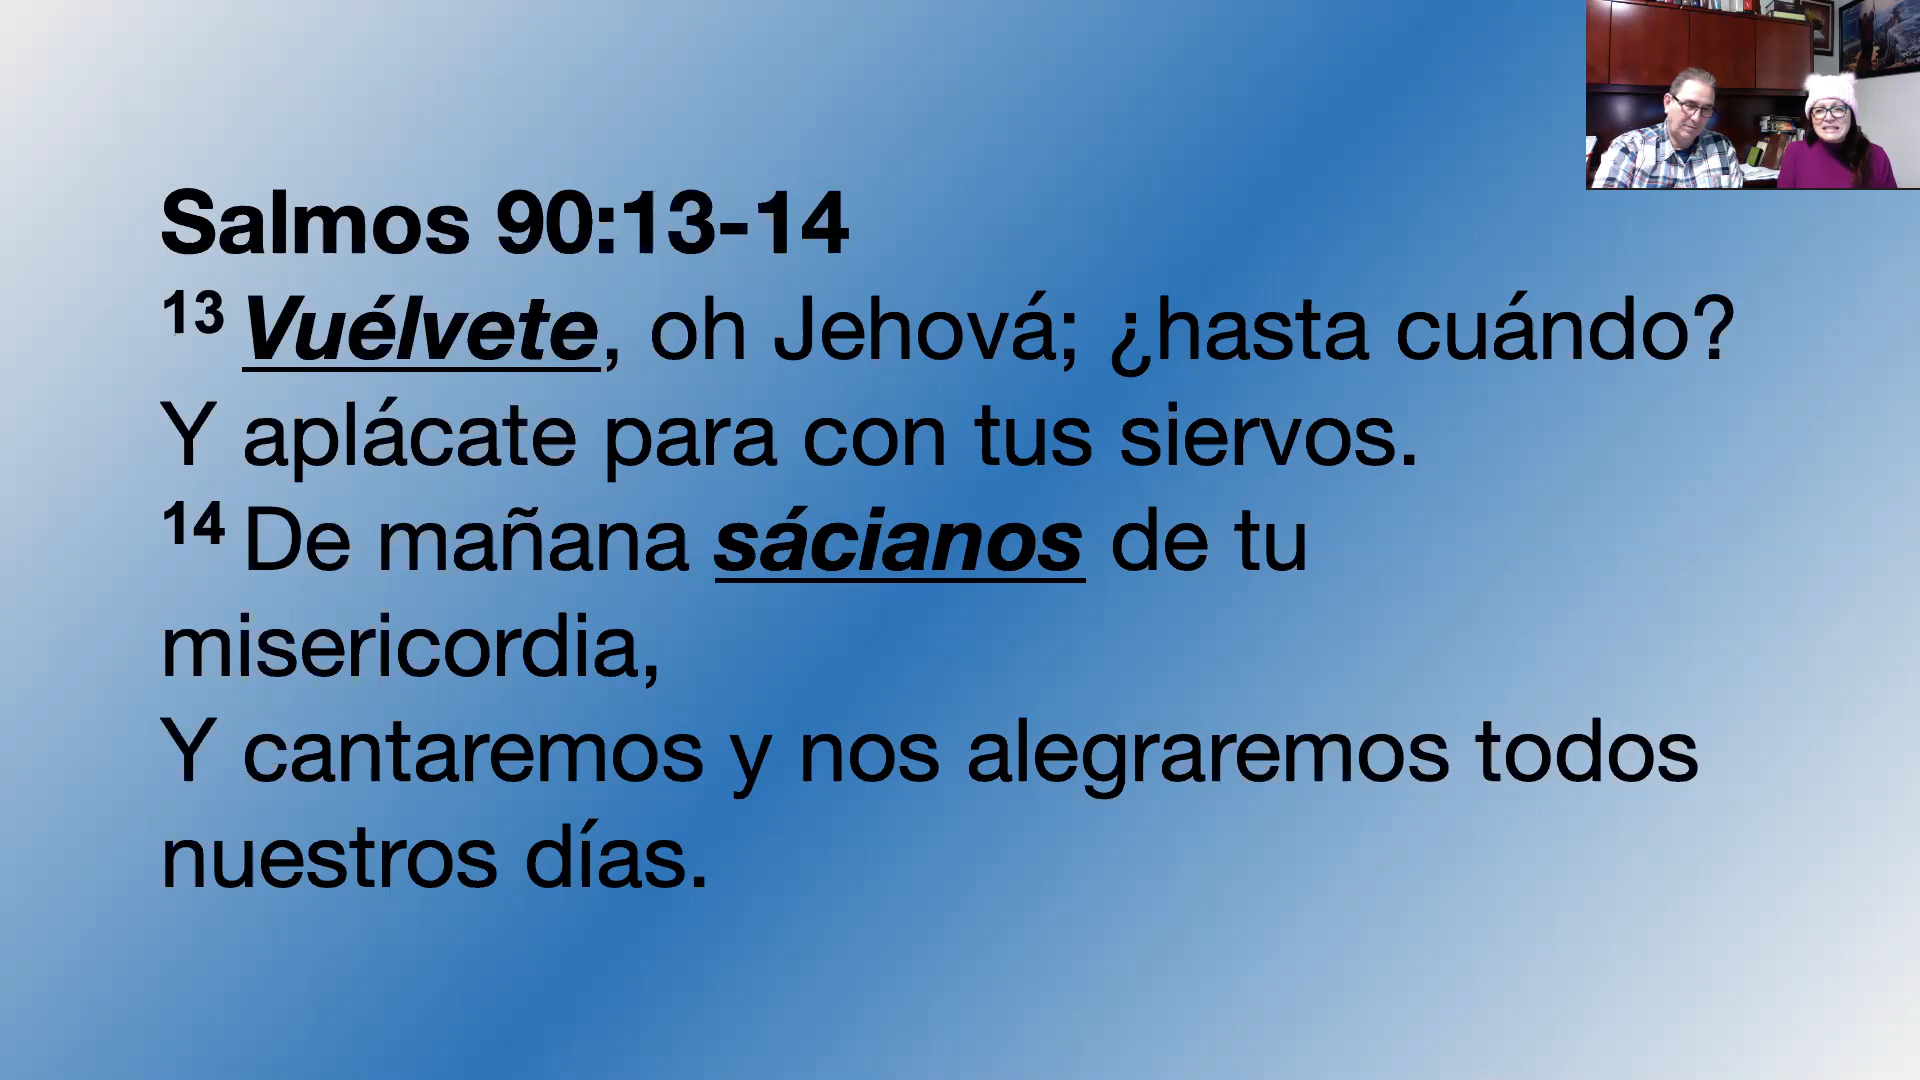 Salmos 90:13-14
13 Vuélvete, oh Jehová; ¿hasta cuándo?
Y aplácate para con tus siervos.
14 De mañana sácianos de tu
misericordia,
Y cantaremos y nos alegraremos todos
nuestros días.